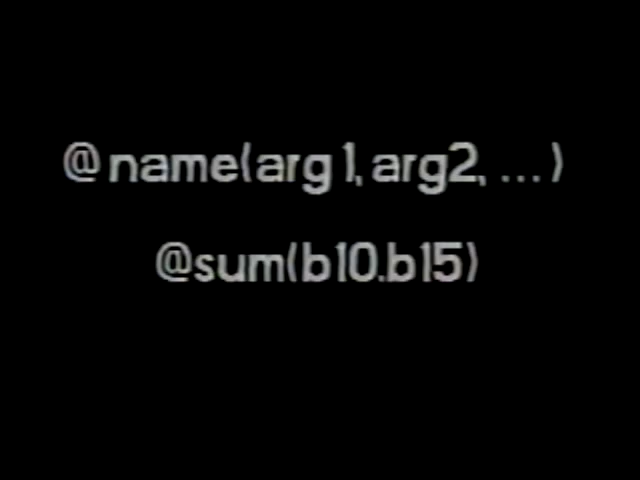 @name(arg1, arg2, ...)
@sum(b10.b15)